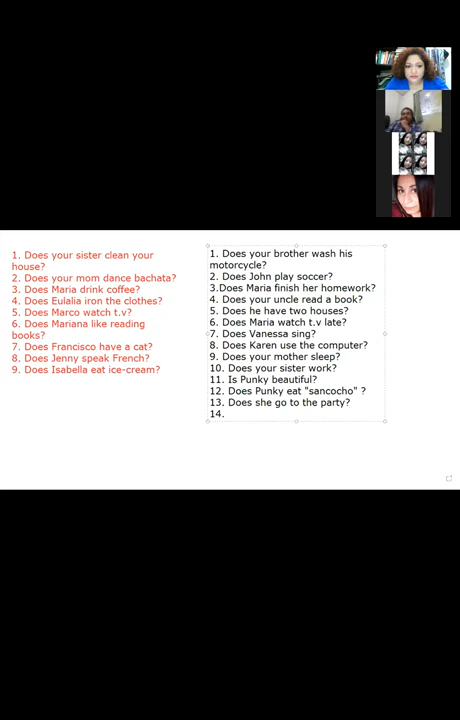 1. Does your sister clean your
house?
2. Does your mom dance bachata?
3. Does Maria drink coffee?
4. Does Eulalia iron the clothes?
5. Does Marco watch t.v?
6. Does Mariana like reading
books?
7. Does Francisco have a cat?
8. Does Jenny speak French?
9. Does Isabella eat ice-cream?
1. Does your brother wash his
motorcycle?
2. Does John play soccer?
3.Does Maria finish her homework?
4. Does your uncle read a book?
5. Does he have two houses?
6. Does Maria watch t.v late?
7. Does Vanessa sing?
8. Does Karen use the computer?
9. Does your mother sleep?
10. Does your sister work?
11. Is Punky beautiful?
12. Does Punky eat "sancocho" ?
13. Does she go to the party?
14.